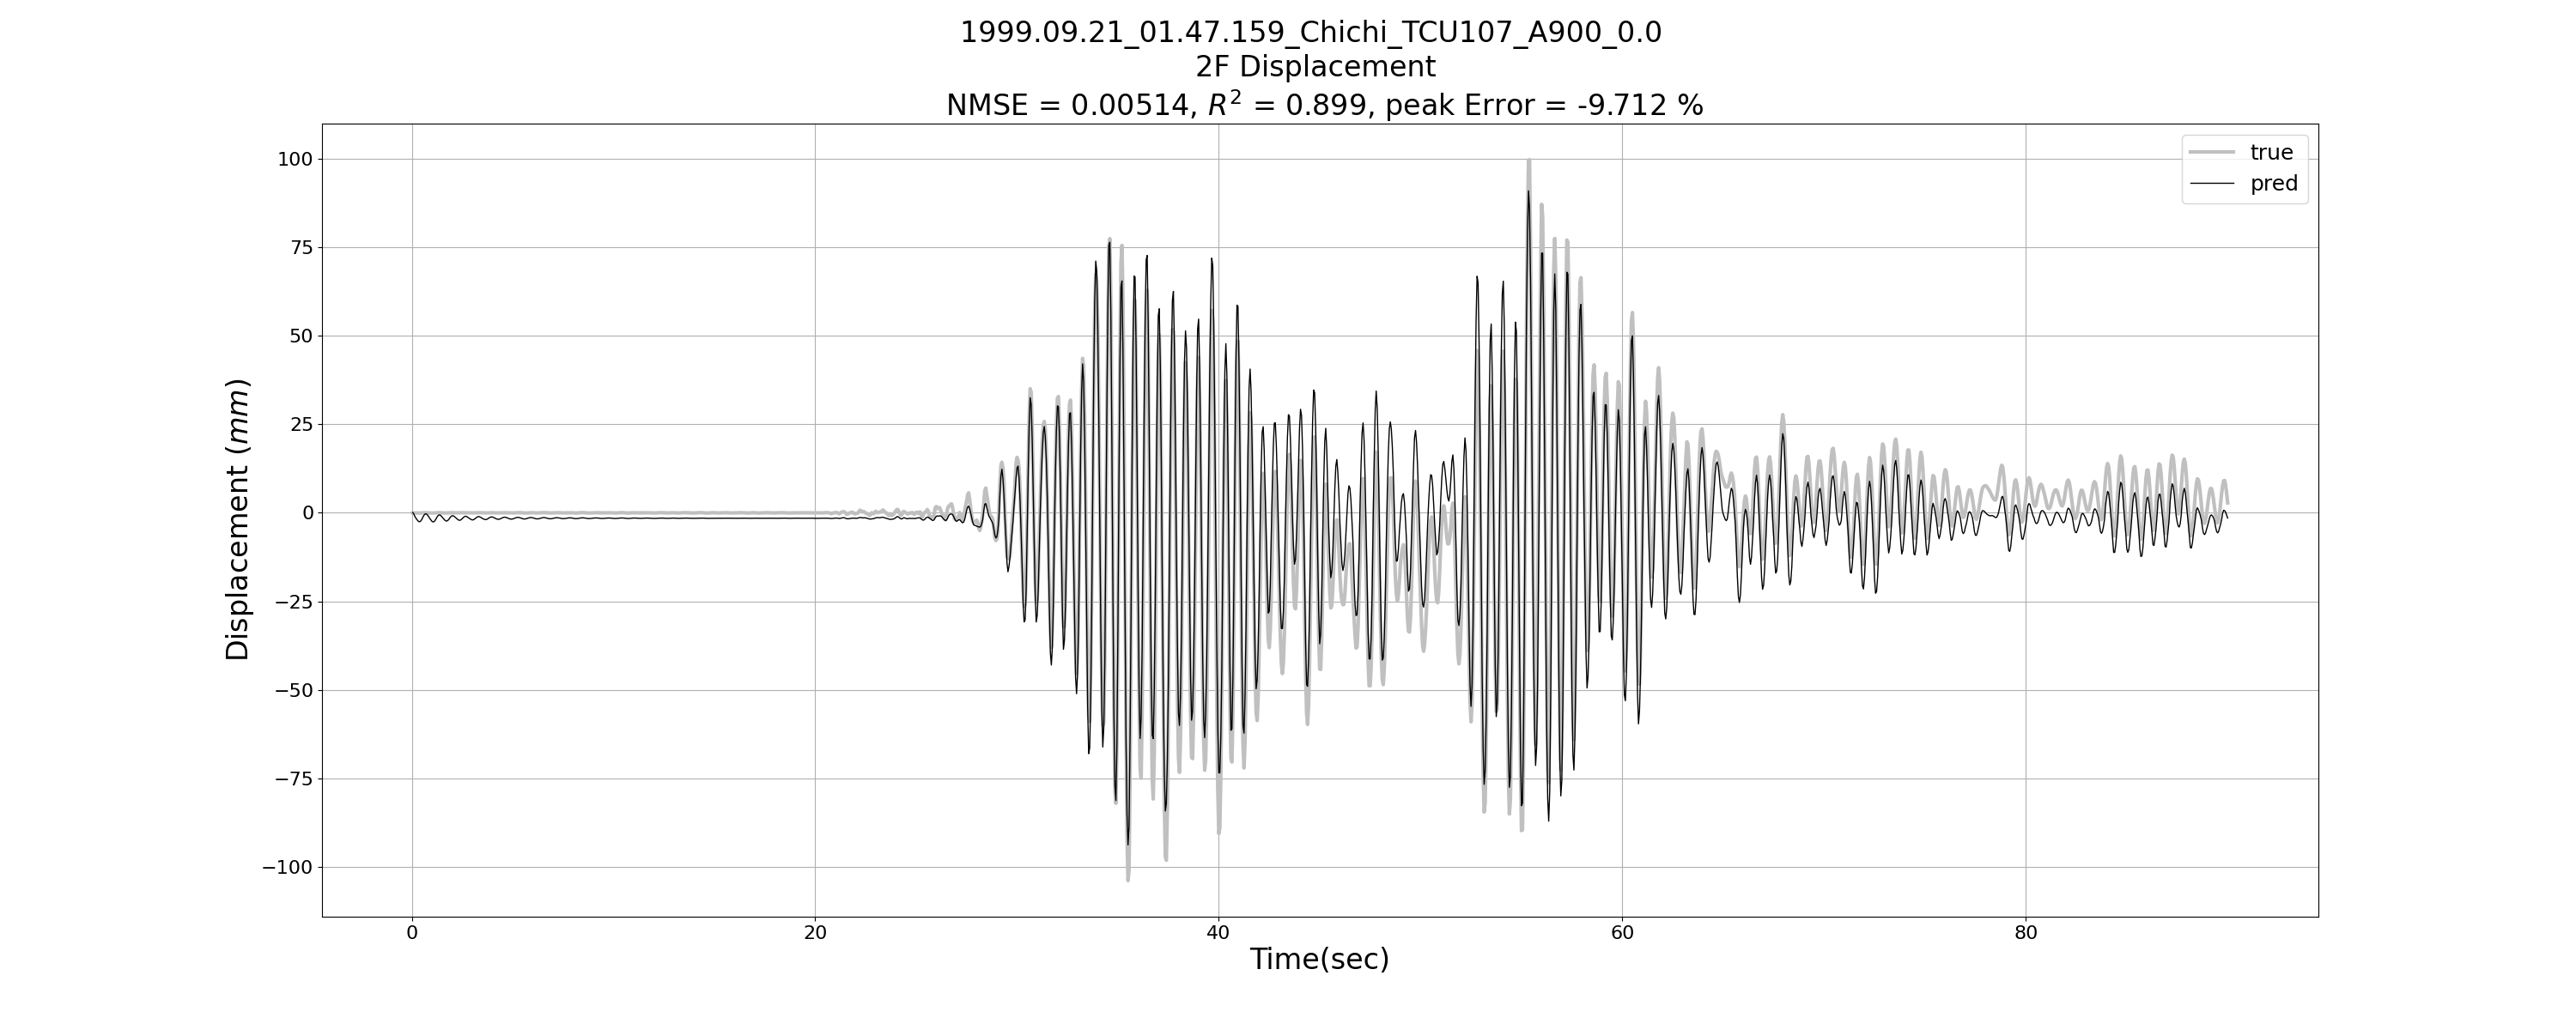 1999.09.21_01.47.159_Chichi_TCU107_A900_0.0
2F Displacement
NMSE = 0.00514, R² = 0.899, peak Error = -9.712 %
true
pred
Displacement (mm)
100
75
50
25
0
−25
−50
−75
−100
0
20
40
60
80
Time(sec)